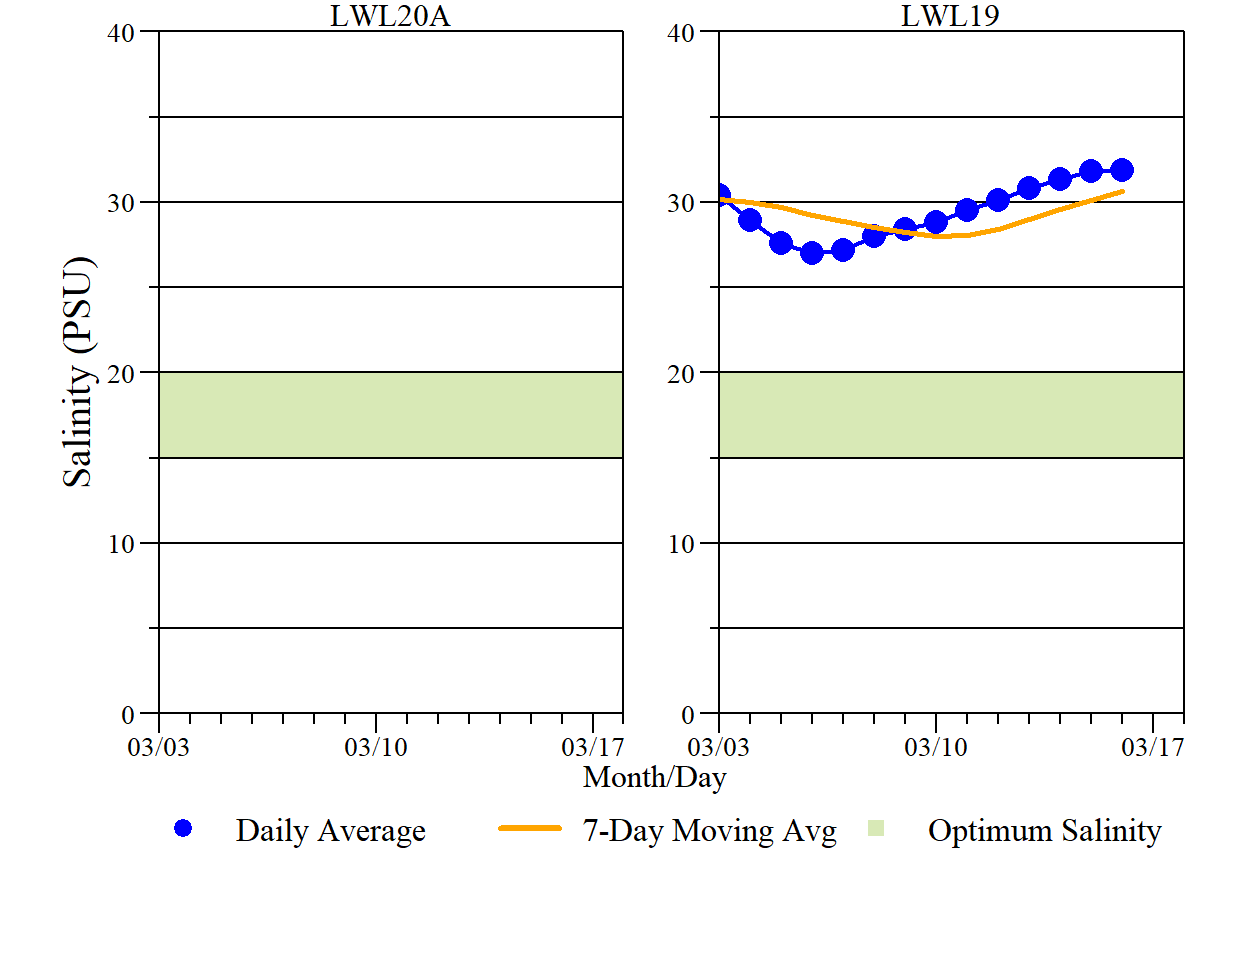 LWL20A
LWL19
40
30
20
10
0
40
30
20
10
0
Salinity (PSU)
03/03
03/10
03/17
03/03
03/10
03/17
Month/Day
Daily Average
7-Day Moving Avg
Optimum Salinity